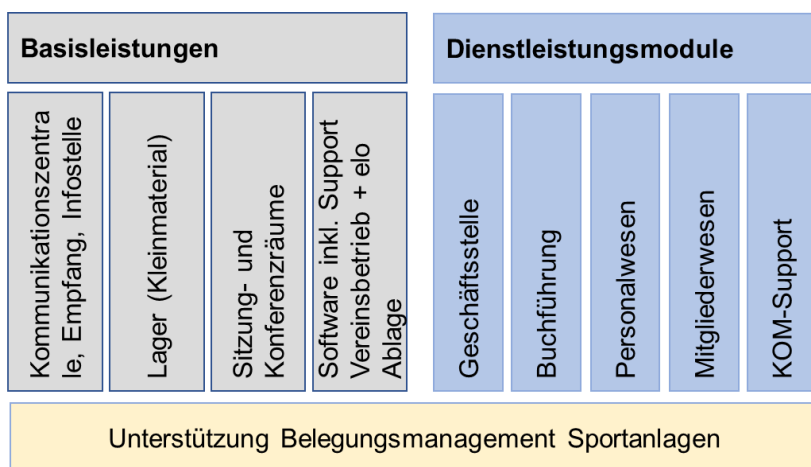 Basisleistungen
Dienstleistungsmodule
Kommunikationszentra
le, Empfang, Infostelle
Lager (Kleinmaterial)
Sitzung- und
Konferenzräume
Software inkl. Support
Vereinsbetrieb + elo
Ablage
Geschäftsstelle
Buchführung
Personalwesen
Mitgliederwesen
KOM-Support
Unterstützung Belegungsmanagement Sportanlagen